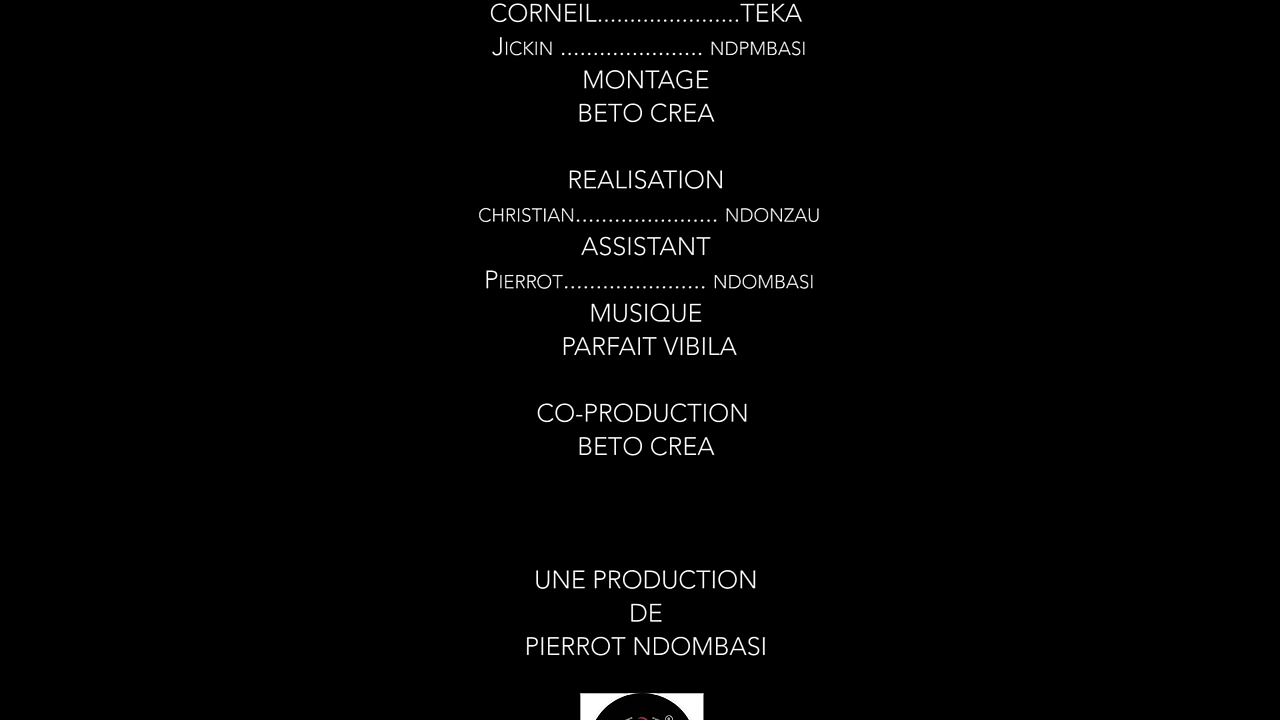 CORNEIL......................TEKA
JICKIN ...................... NDPMBASI
MONTAGE
BETO CREA
REALISATION
CHRISTIAN...................... NDONZAU
ASSISTANT
PIERROT...................... NDOMBASI
MUSIQUE
PARFAIT VIBILA
CO-PRODUCTION
BETO CREA
UNE PRODUCTION
DE
PIERROT NDOMBASI